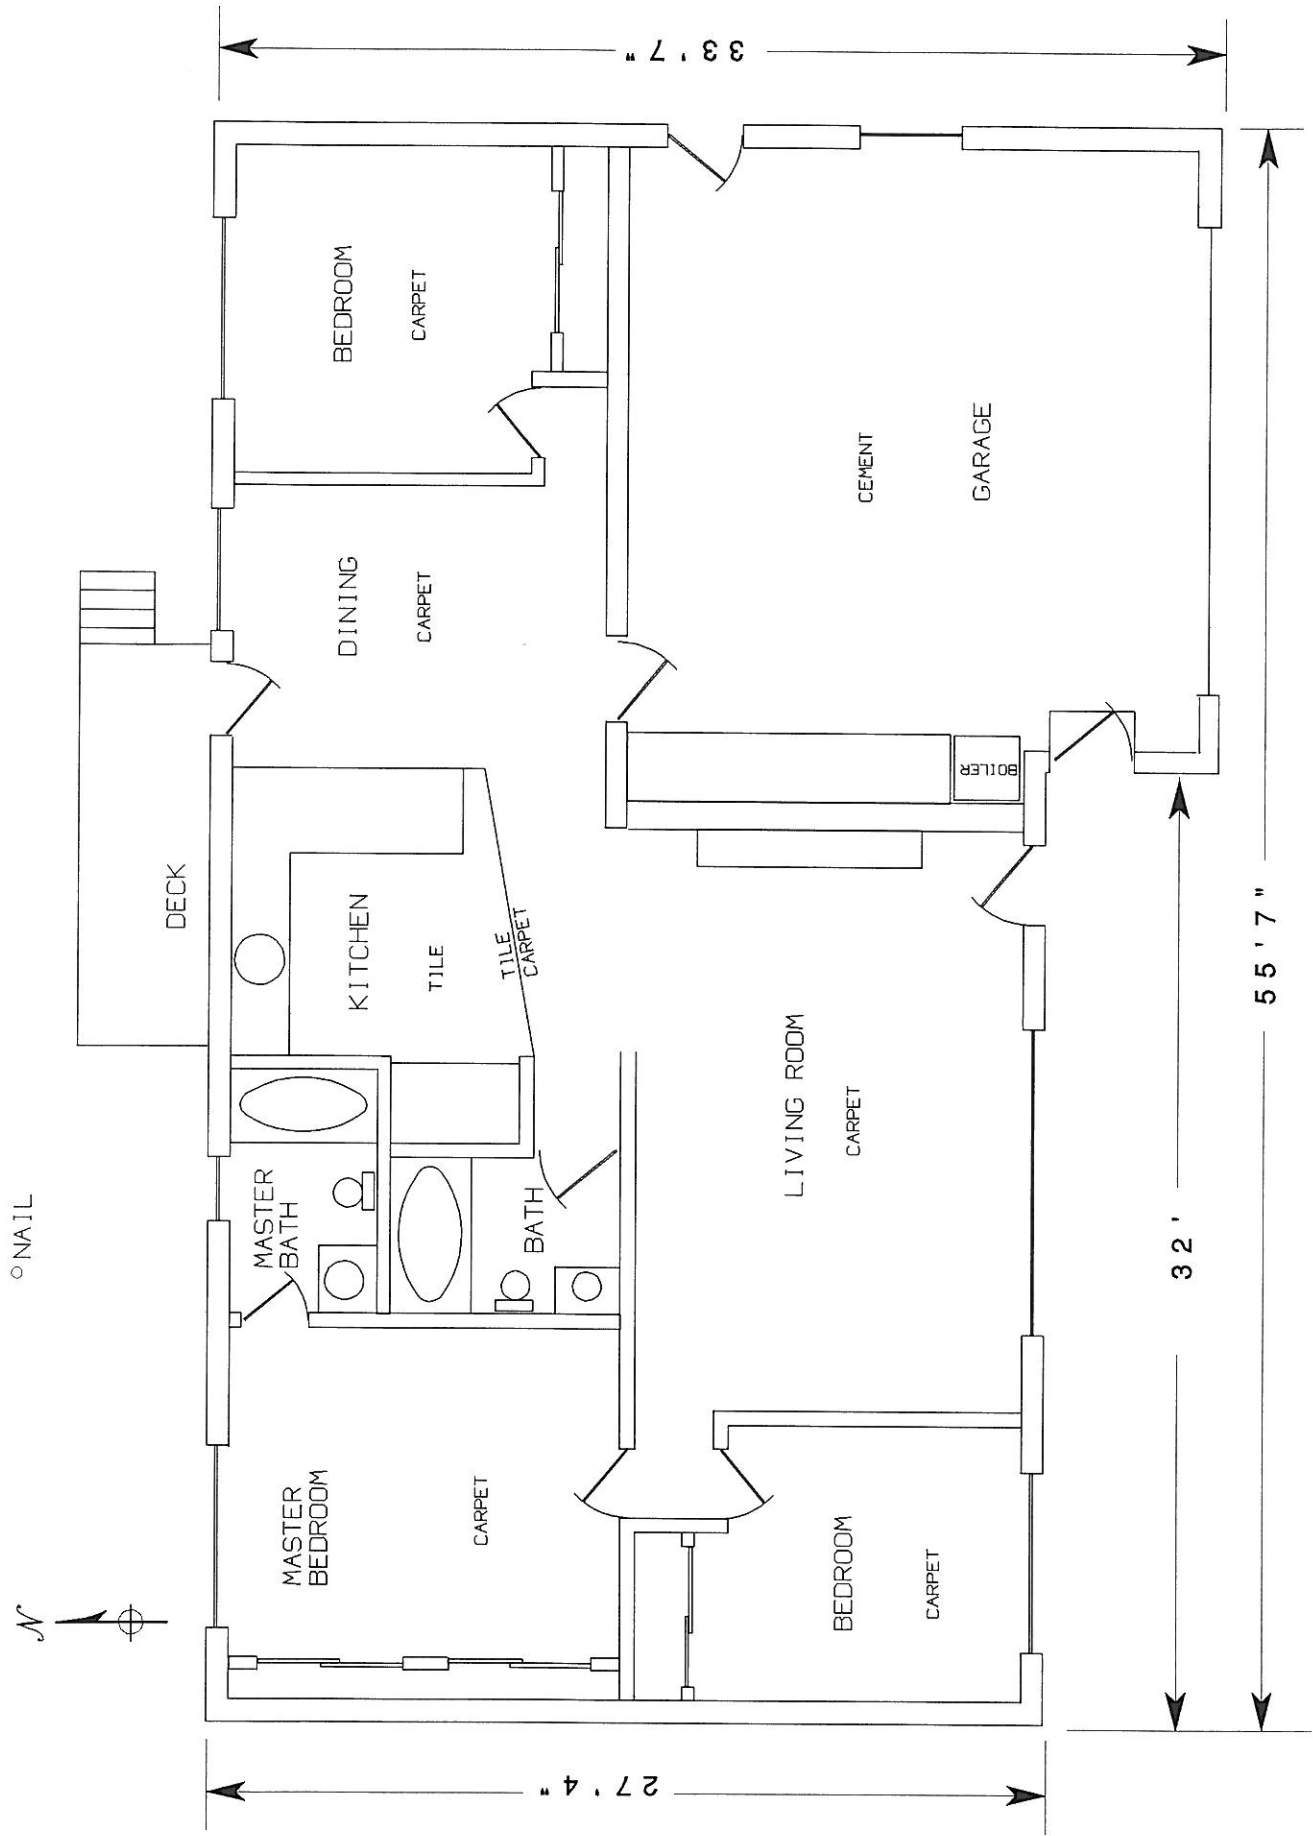 N
NAIL
DECK
MASTER
BEDROOM
CARPET
MASTER
BATH
BATH
KITCHEN
TILE
TILE
CARPET
DINING
CARPET
BEDROOM
CARPET
BEDROOM
CARPET
LIVING ROOM
CARPET
BOILER
CEMENT
GARAGE
27'4"
33'7"
32'
55'7"